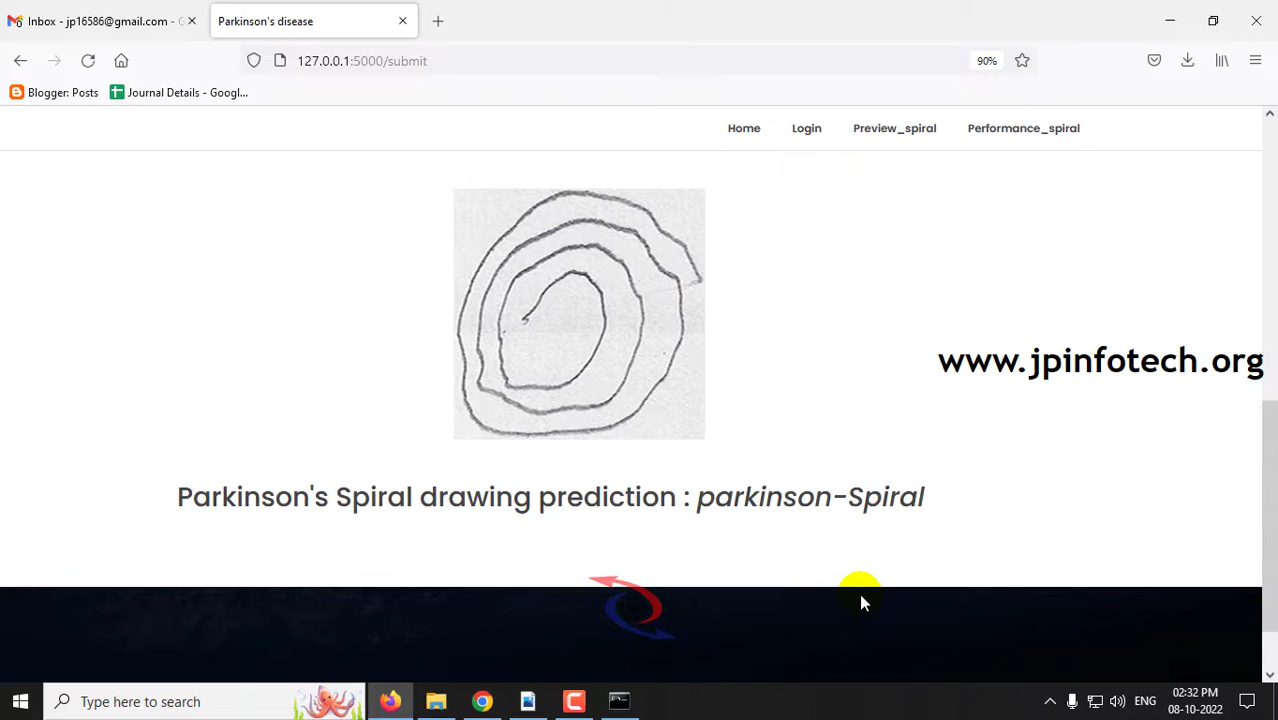 Inbox - jp16586@gmail.com - G
Parkinson's disease
127.0.0.1:5000/submit
90%
Blogger: Posts
Journal Details - Googl...
Home Login Preview_spiral Performance_spiral
www.jpinfotech.org
Parkinson's Spiral drawing prediction : parkinson-Spiral
Type here to search
ENG
02:32 PM
08-10-2022